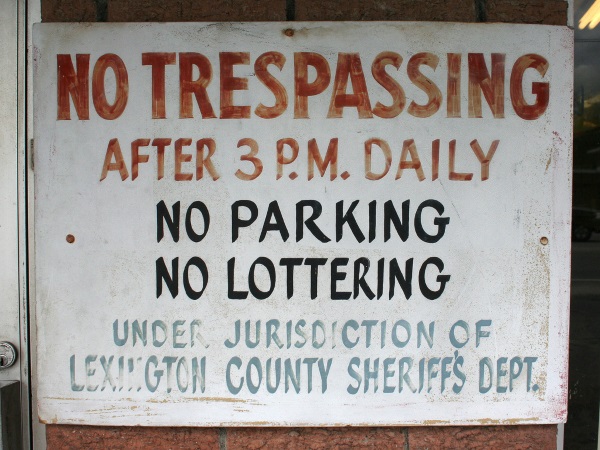 NO TRESPASSING
AFTER 3 P.M. DAILY
NO PARKING
NO LOTTERING
UNDER JURISDICTION OF
LEXINGTON COUNTY SHERIFF'S DEPT.